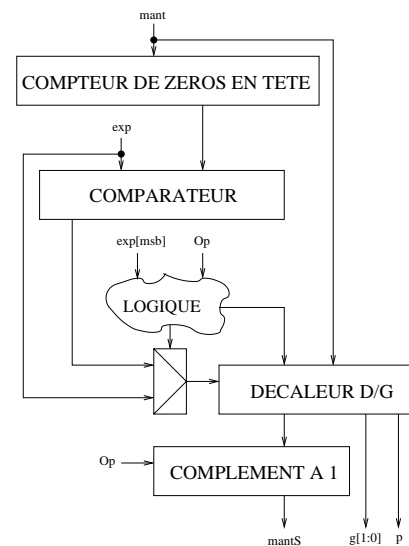 mant
COMPTEUR DE ZEROS EN TETE
exp
COMPARATEUR
exp[msb] Op
LOGIQUE
DECALEUR D/G
Op
COMPLEMENT A 1
mantS g[1:0] p